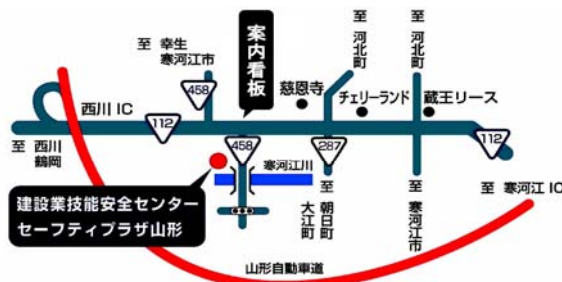 至 幸生
寒河江市
案内看板
至 河北町
至 河北町
458
慈恩寺
チェリーランド
蔵王リース
西川 IC
112
至 西川
鶴岡
458
287
112
寒河江川
建設業技能安全センター
セーフティプラザ山形
至 朝日町
大江町
至 寒河江市
至 寒河江 IC
山形自動車道